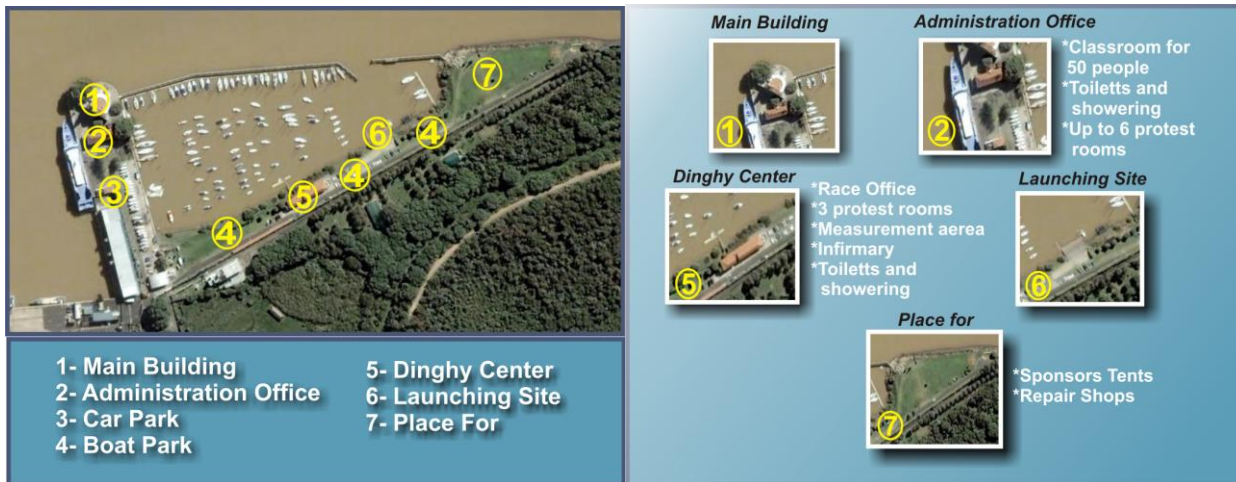 1
2
3
4
5
4
6
4
7
1- Main Building
2- Administration Office
3- Car Park
4- Boat Park
5- Dinghy Center
6- Launching Site
7- Place For
Main Building
1
Administration Office
2
*Classroom for
50 people
*Toiletts and
showering
*Up to 6 protest
rooms
Dinghy Center
5
*Race Office
*3 protest rooms
*Measurement aerea
*Infirmary
*Toiletts and
showering
Launching Site
6
Place for
7
*Sponsors Tents
*Repair Shops